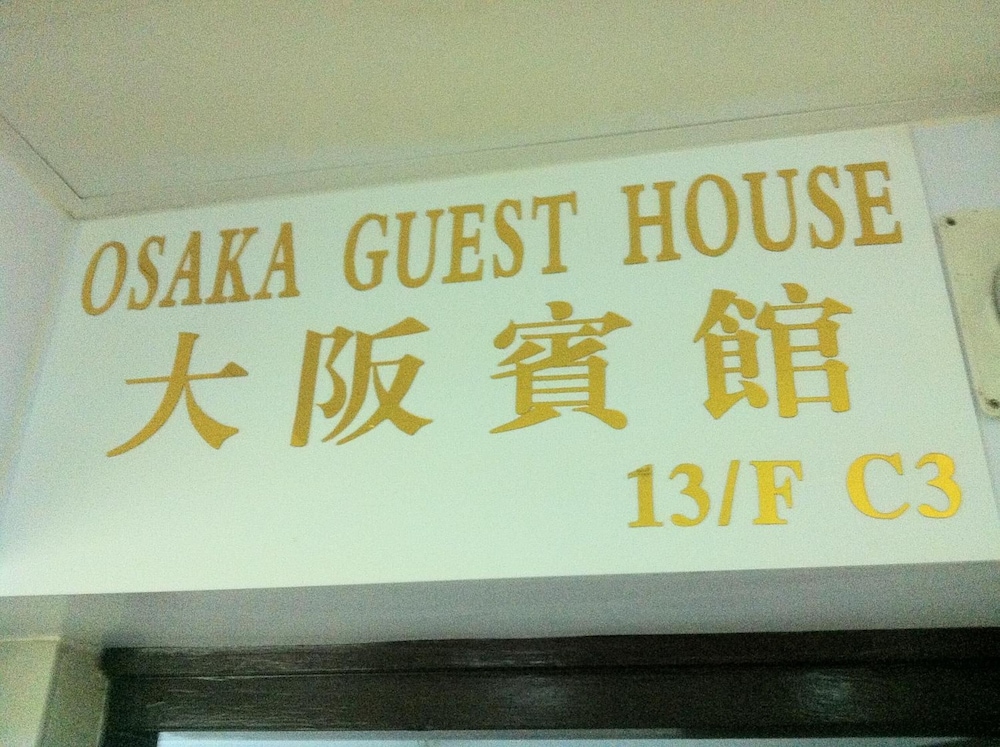 OSAKA GUEST HOUSE
大阪賓館
13/F C3